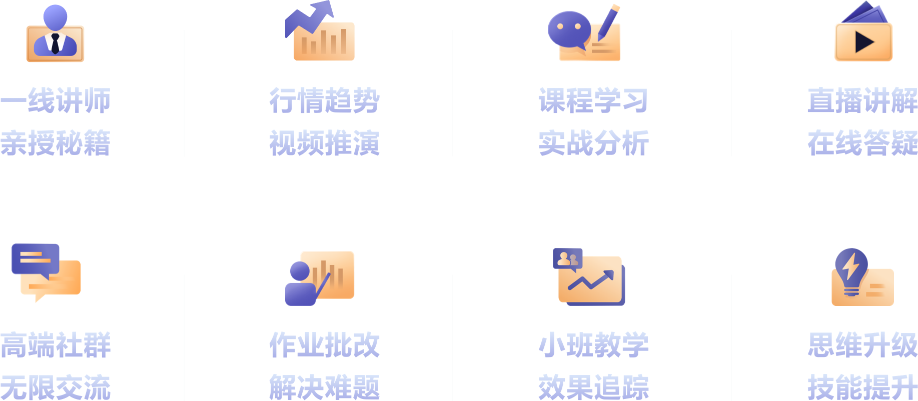 一线讲师
亲授秘籍
行情趋势
视频推演
课程学习
实战分析
直播讲解
在线答疑
高端社群
无限交流
作业批改
解决难题
小班教学
效果追踪
思维升级
技能提升